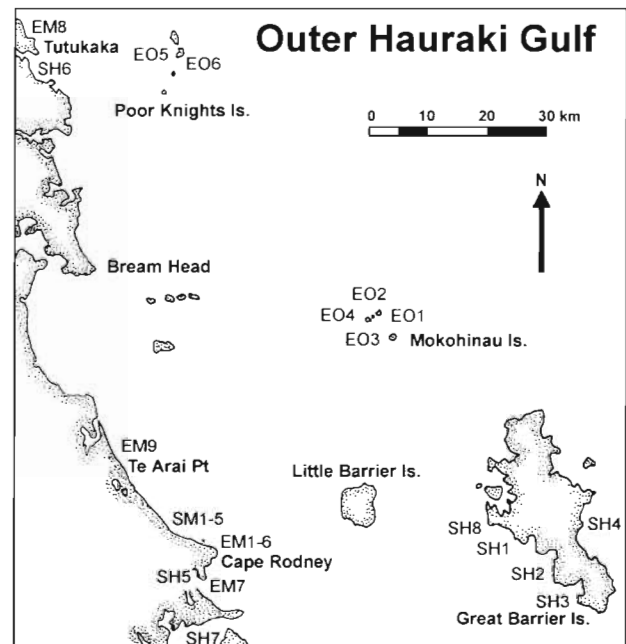 Outer Hauraki Gulf
EM8
Tutukaka
SH6
EO5
EO6
Poor Knights Is.
0 10 20 30 km
N
Bream Head
EO2
EO4 EO1
EO3 Mokohinau Is.
EM9
Te Arai Pt
Little Barrier Is.
SM1-5
EM1-6
Cape Rodney
SH5
EM7
SH7
SH8
SH4
SH1
SH2
SH3
Great Barrier Is.